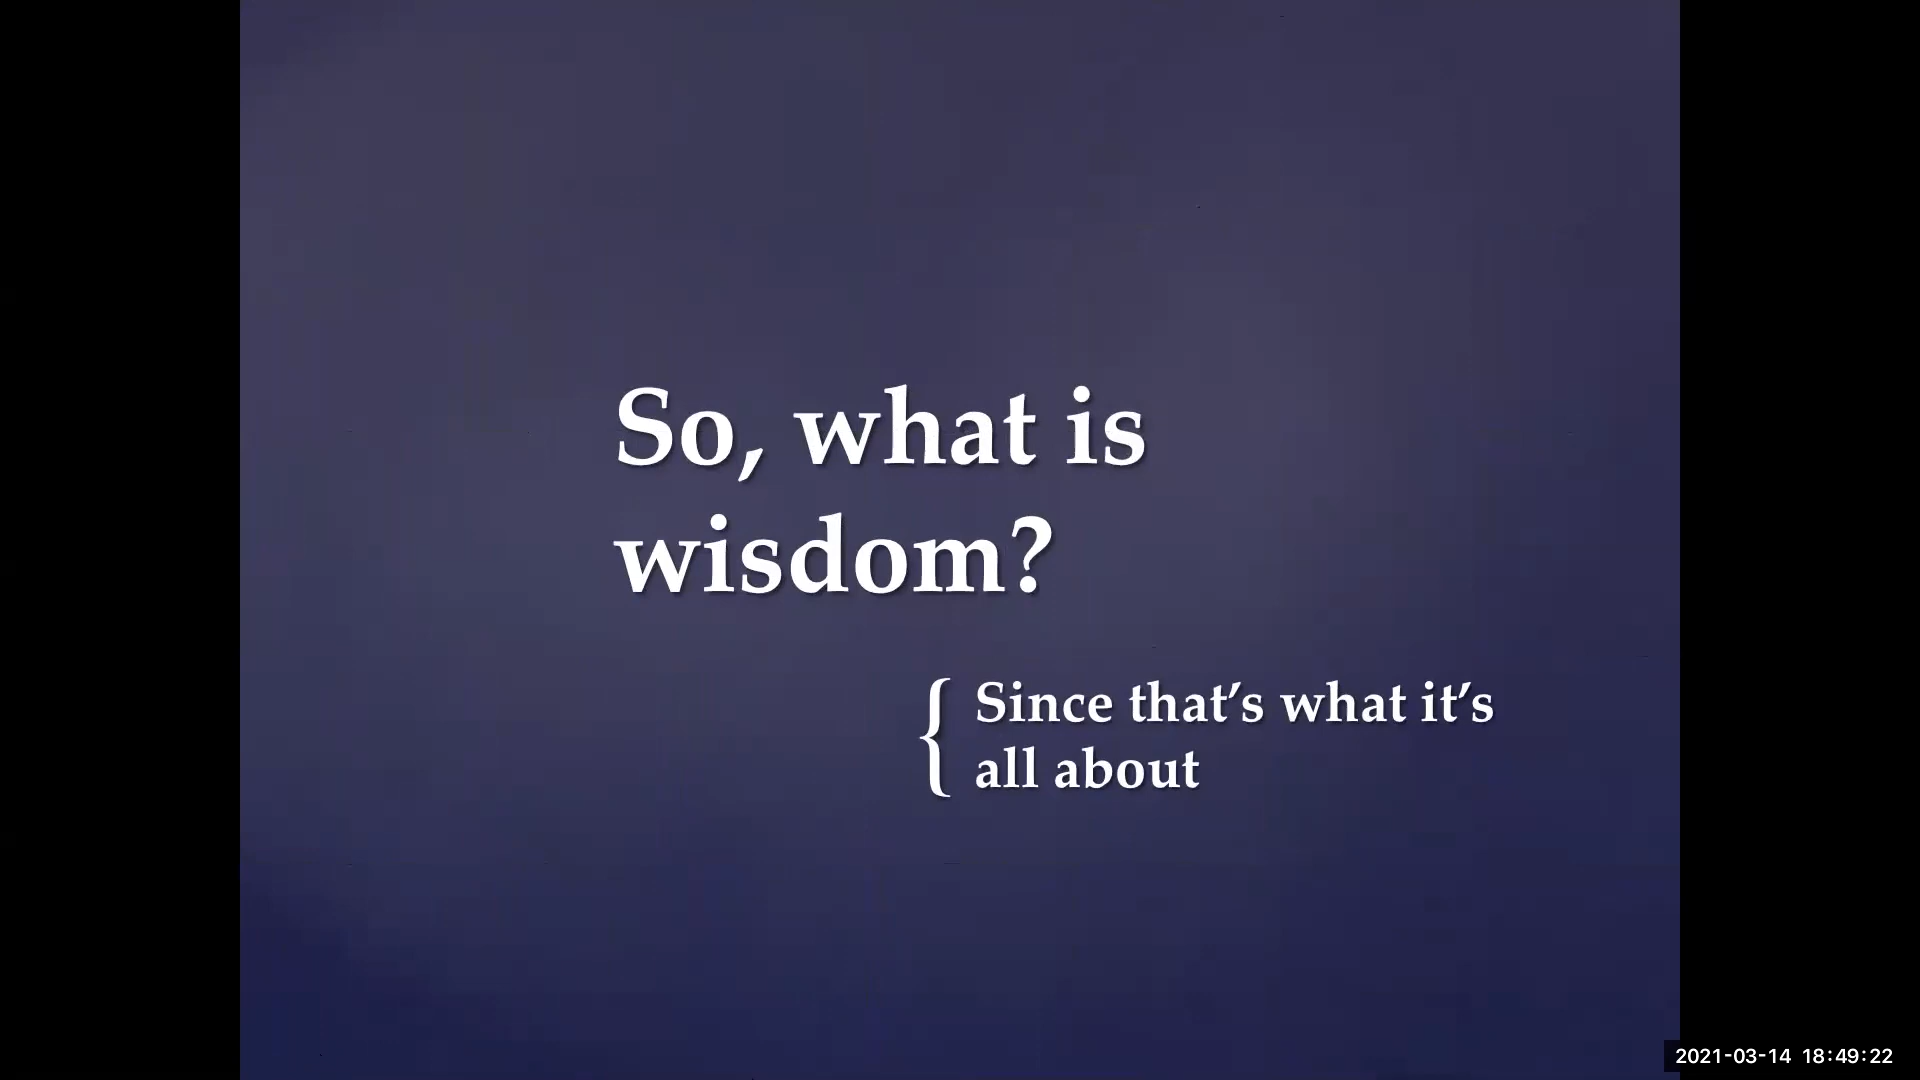 So, what is
wisdom?
{ Since that’s what it’s
all about
2021-03-14 18:49:22